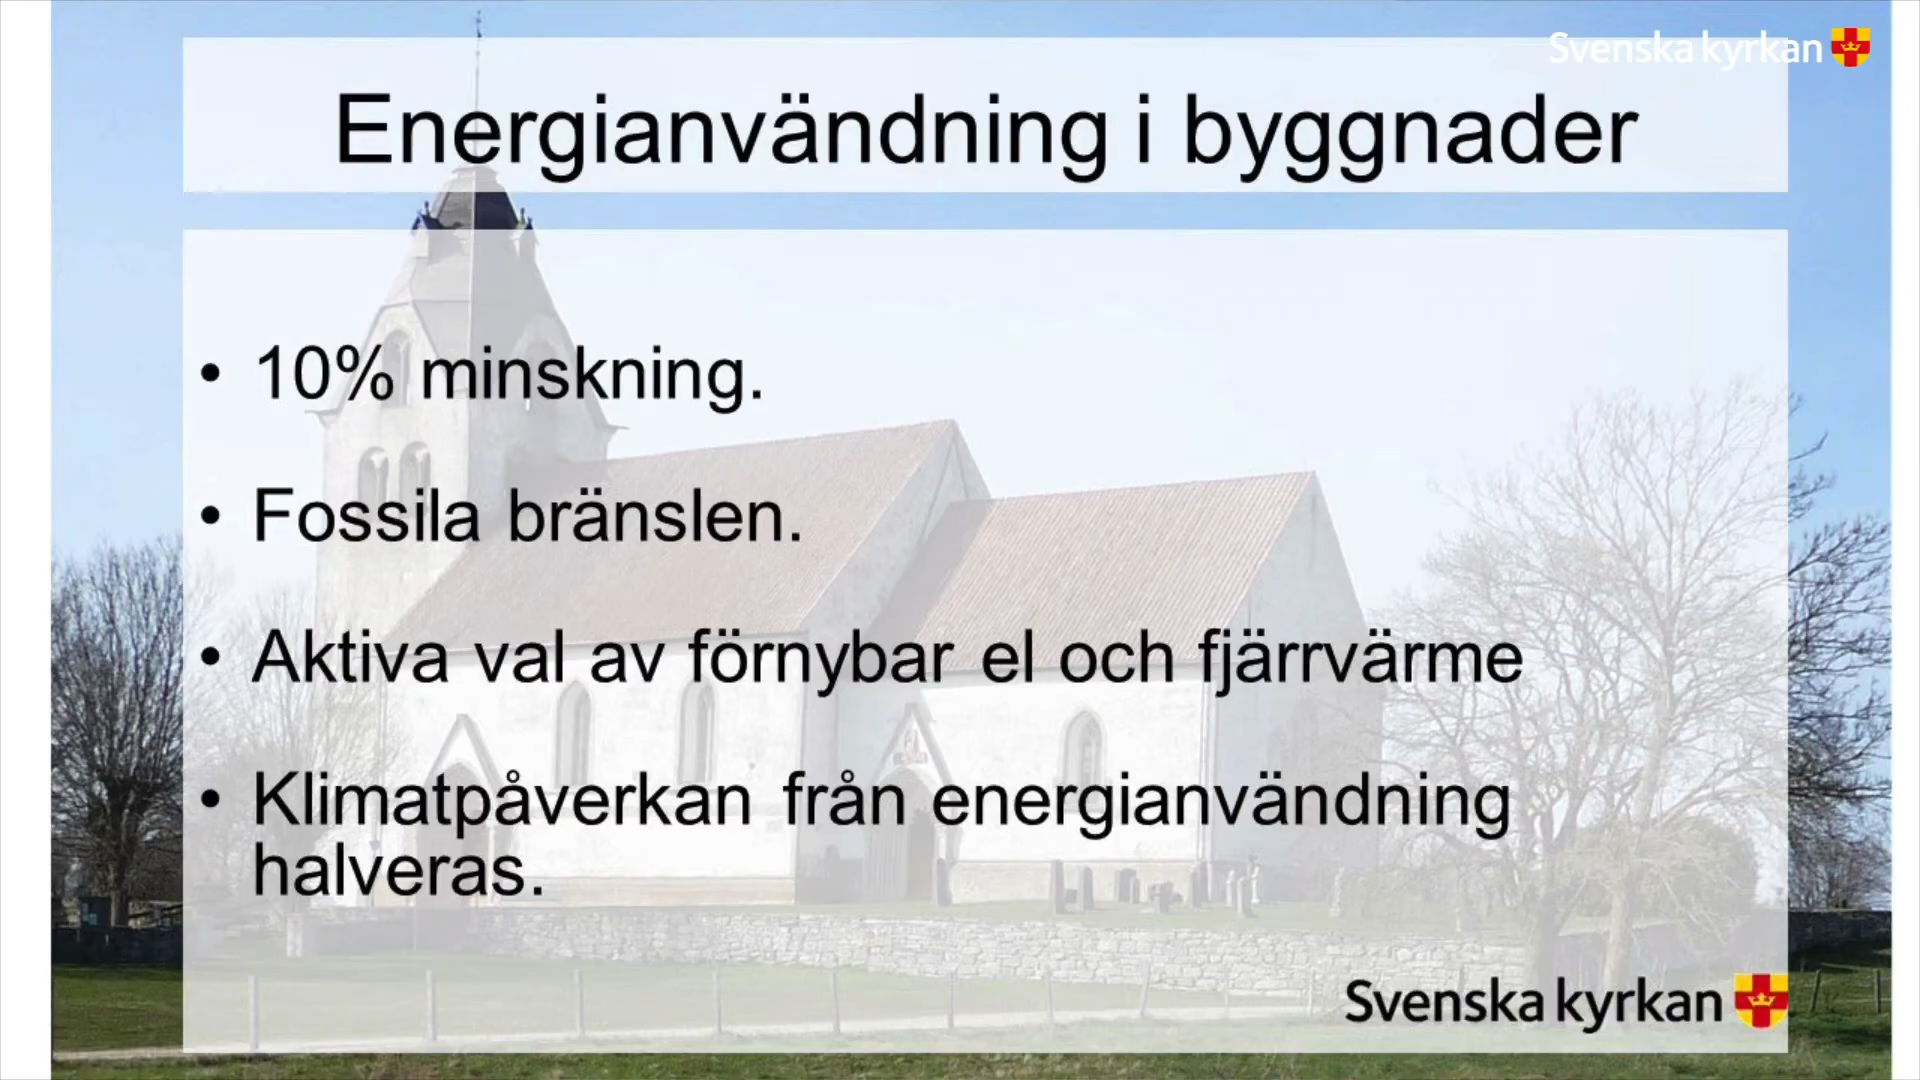 Svenska kyrkan
Energianvändning i byggnader
• 10% minskning.
• Fossila bränslen.
• Aktiva val av förnybar el och fjärrvärme
• Klimatpåverkan från energianvändning
halveras.
Svenska kyrkan